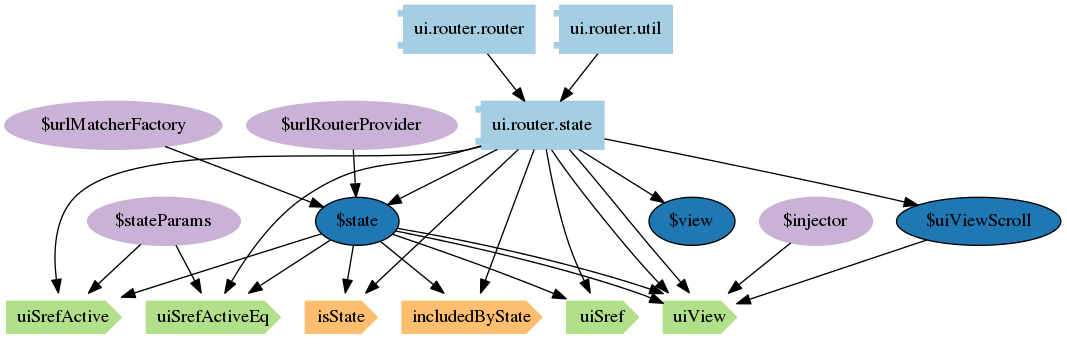 ui.router.router
ui.router.util
$urlMatcherFactory
$urlRouterProvider
ui.router.state
$stateParams
$state
$view
$injector
$uiViewScroll
uiSrefActive
uiSrefActiveEq
isState
includedByState
uiSref
uiView